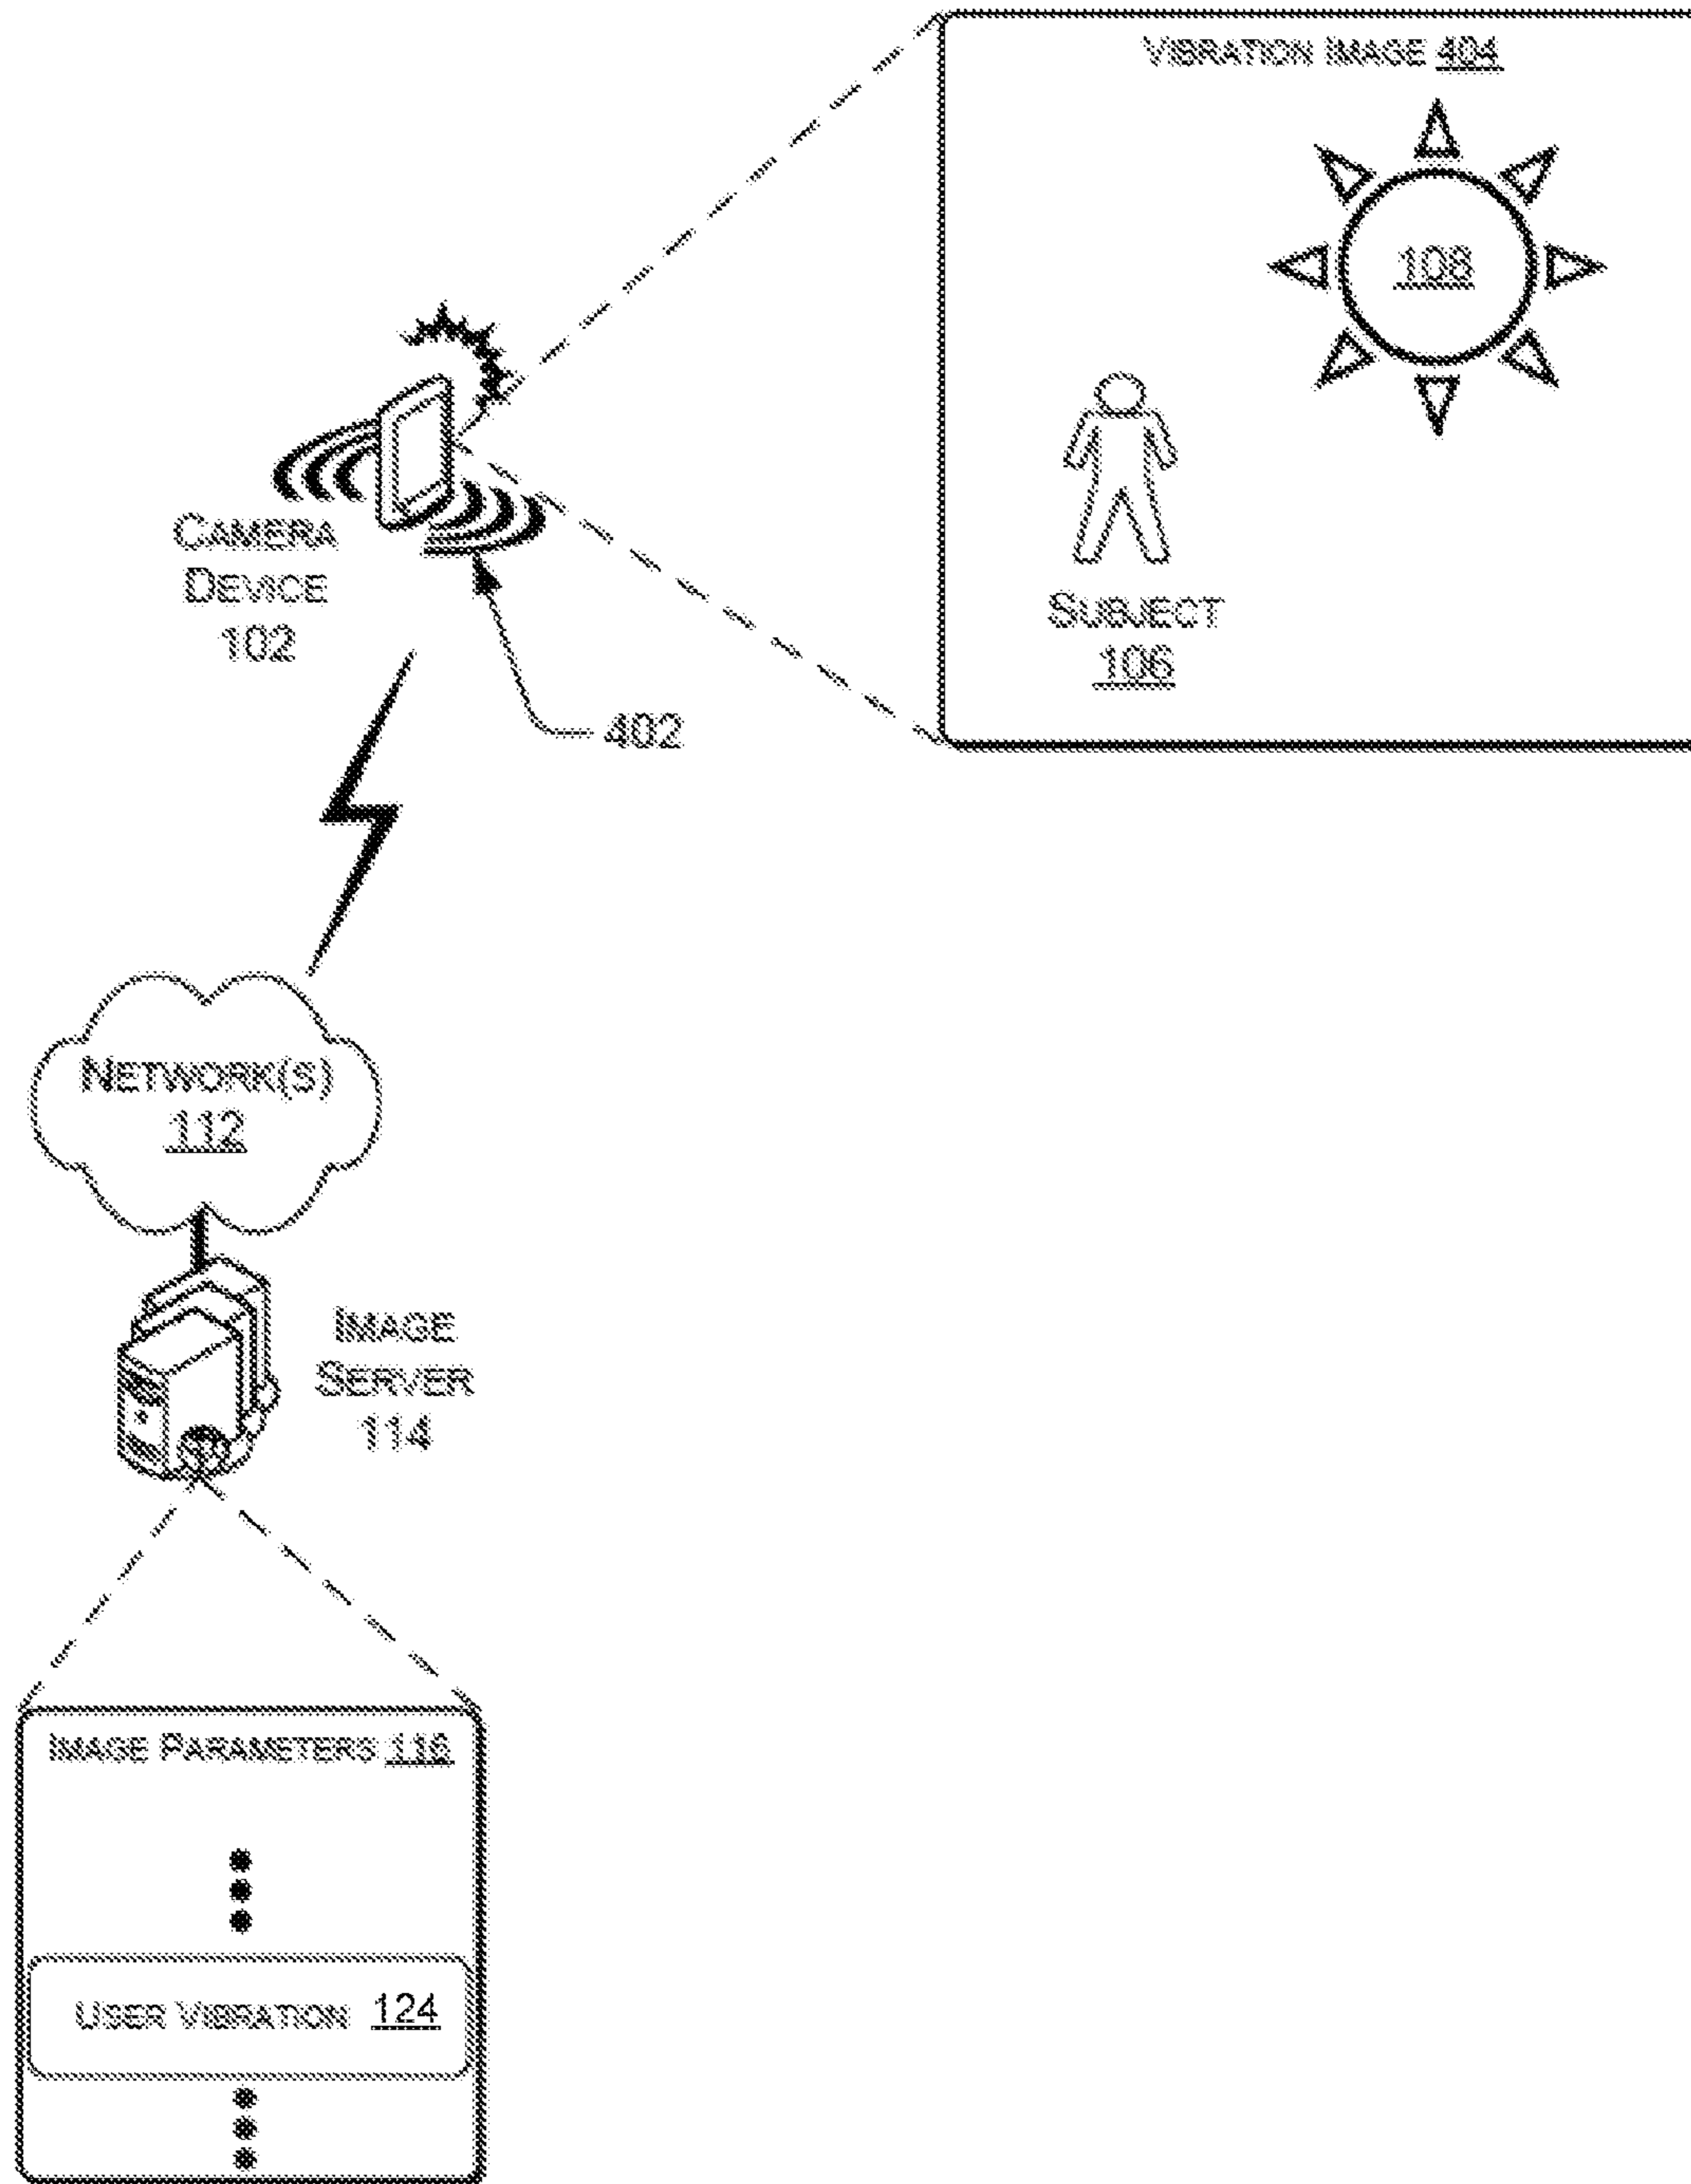 VIBRATION IMAGE 404
108
SUBJECT
106
CAMERA
DEVICE
102
402
NETWORK(S)
112
IMAGE
SERVER
114
IMAGE PARAMETERS 116
USER VIBRATION 124